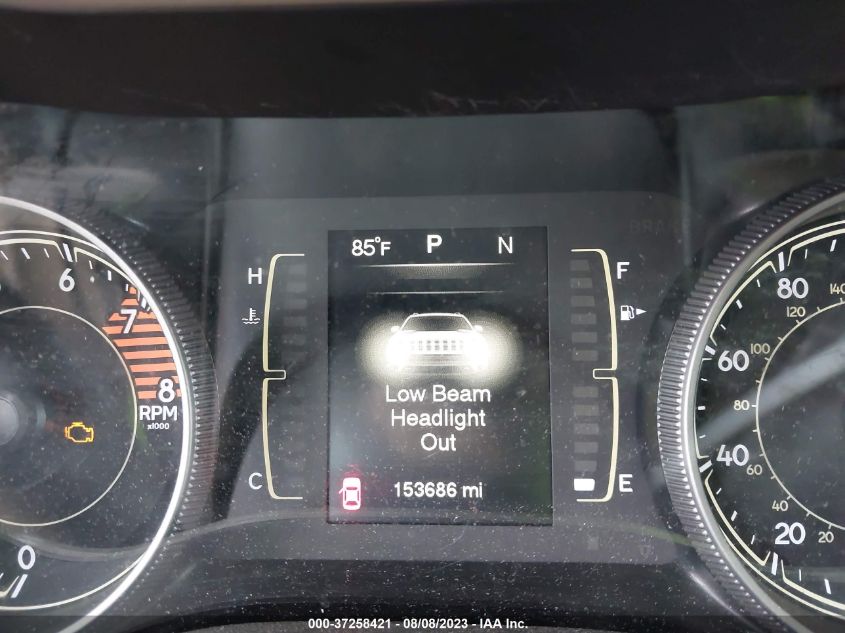 85°F P N
H
F
C
E
Low Beam
Headlight
Out
153686 mi
6
7
8
RPM
x1000
0
80
60
40
20
140
120
100
80
60
40
20
BRAKE
000-37258421 - 08/08/2023 - IAA Inc.